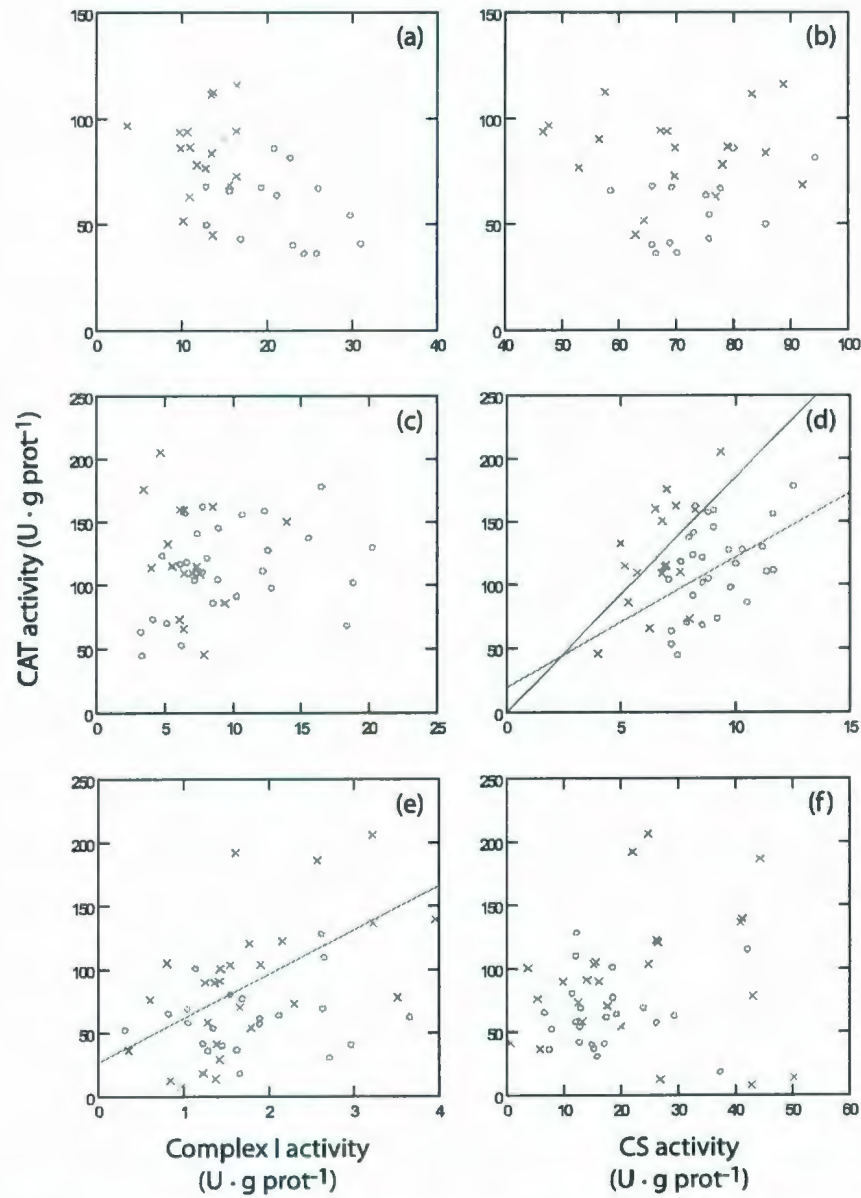 CAT activity (U · g prot⁻¹)
(a)
150
100
50
0
0 10 20 30 40
(b)
150
100
50
0
40 50 60 70 80 90 100
(c)
250
200
150
100
50
0
0 5 10 15 20 25
(d)
250
200
150
100
50
0
0 5 10 15
(e)
250
200
150
100
50
0
0 1 2 3 4
(f)
250
200
150
100
50
0
0 10 20 30 40 50 60
Complex I activity
(U · g prot⁻¹)
CS activity
(U · g prot⁻¹)